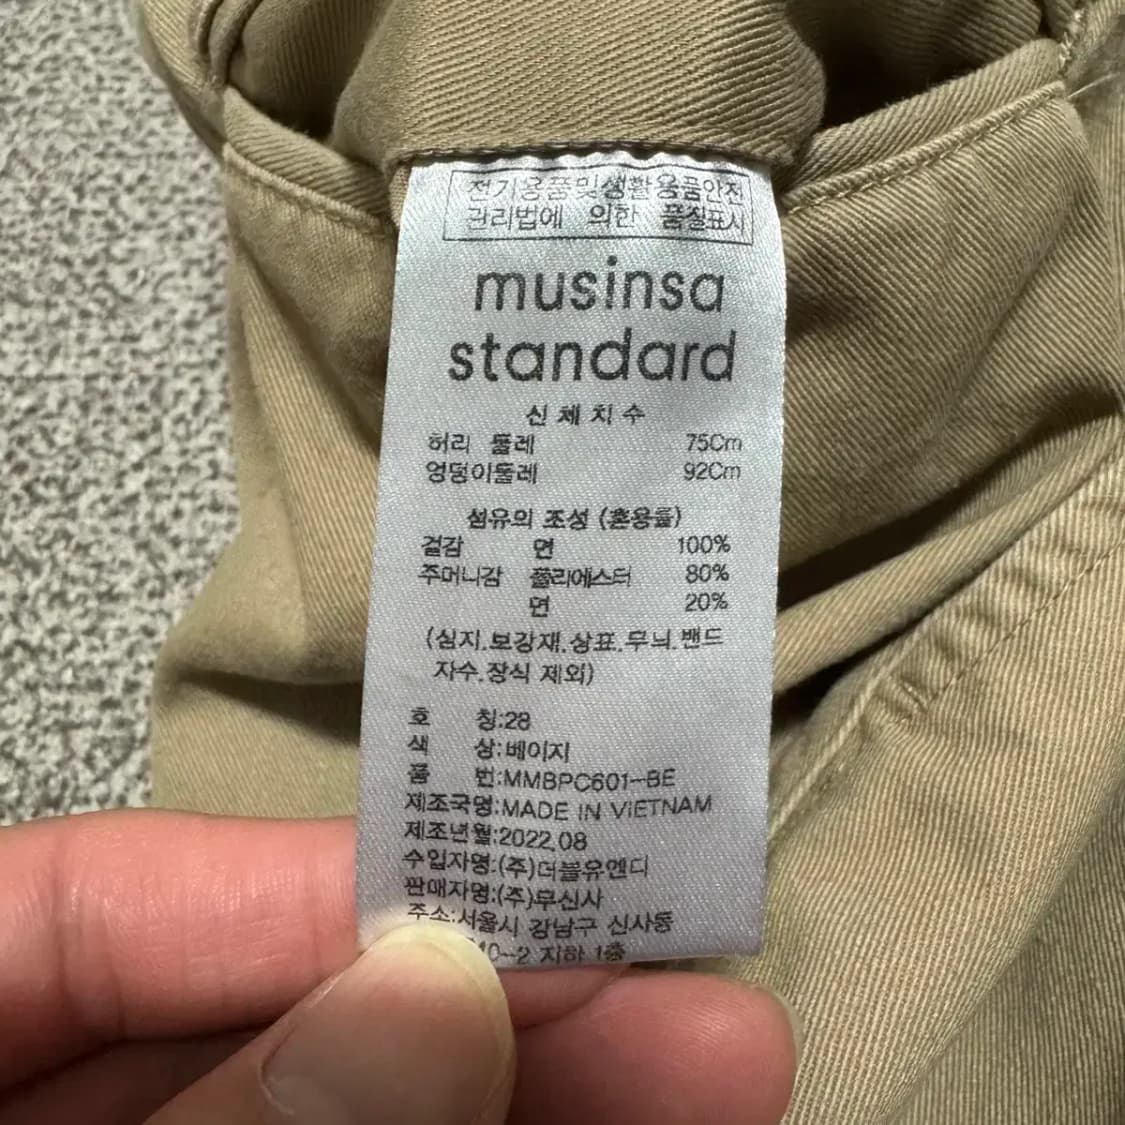 전기용품및생활용품안전
관리법에 의한 품질표시
musinsa
standard
신체치수
허리 둘레 75Cm
엉덩이둘레 92Cm
섬유의 조성 (혼용률)
겉감 면 100%
주머니감 폴리에스터 80%
면 20%
(심지.보강재.상표.무늬.밴드
자수.장식 제외)
호 칭:28
색 상:베이지
품 번:MMBPC601-BE
제조국명:MADE IN VIETNAM
제조년월:2022.08
수입자명:(주)더블유앤디
판매자명:(주)무신사
주소:서울시 강남구 신사동
10-2 지하 1층